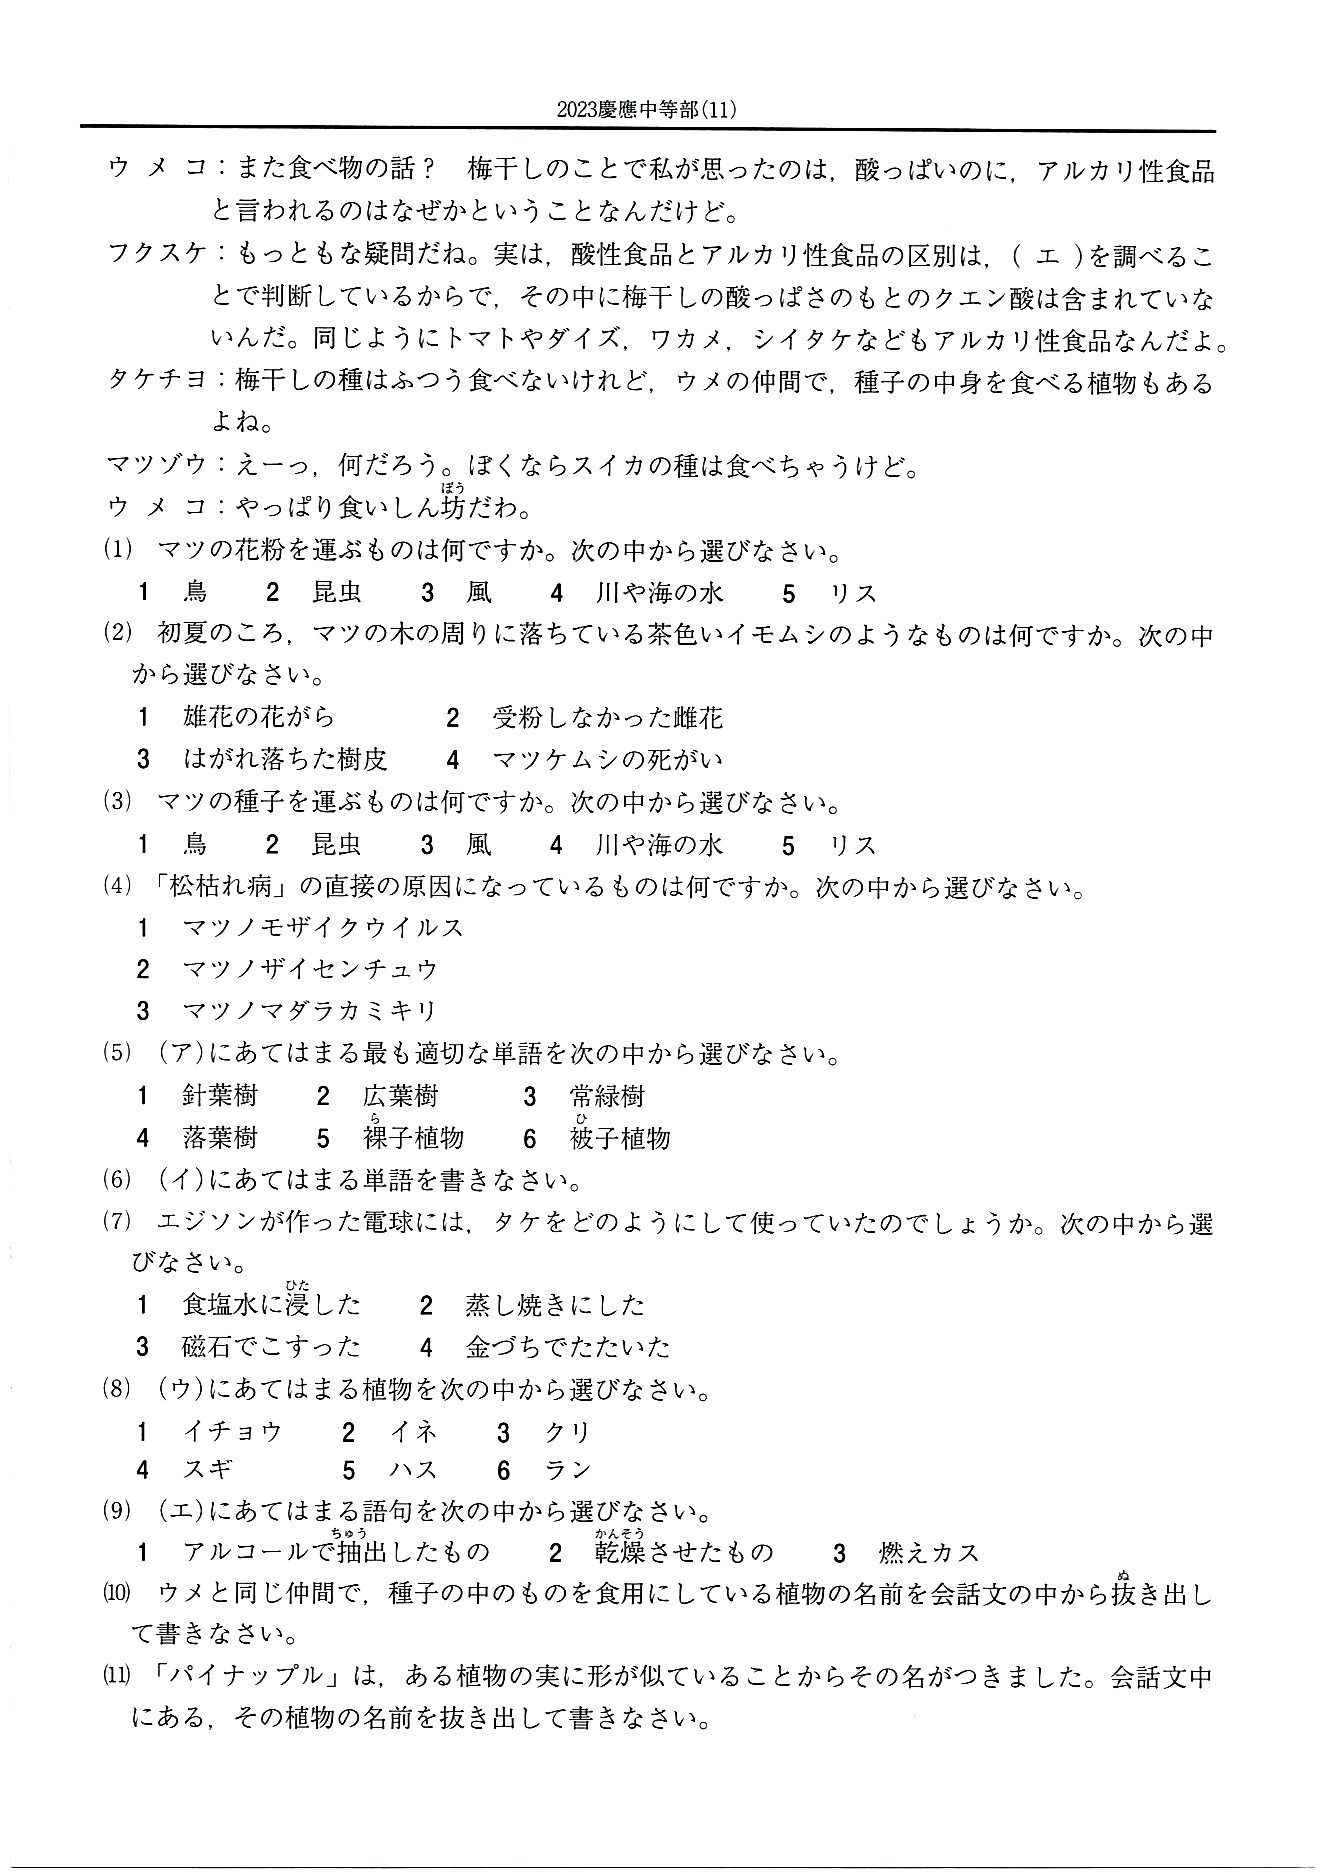 2023慶應中等部(11)
ウメコ：また食べ物の話？　梅干しのことで私が思ったのは，酸っぱいのに，アルカリ性食品
と言われるのはなぜかということなんだけど。
フクスケ：もっともな疑問だね。実は，酸性食品とアルカリ性食品の区別は，( エ )を調べるこ
とで判断しているからで，その中に梅干しの酸っぱさのもとのクエン酸は含まれていな
いんだ。同じようにトマトやダイズ，ワカメ，シイタケなどもアルカリ性食品なんだよ。
タケチヨ：梅干しの種はふつう食べないけれど，ウメの仲間で，種子の中身を食べる植物もある
よね。
マツゾウ：えーっ，何だろう。ぼくならスイカの種は食べちゃうけど。
ウメコ：やっぱり食いしん坊(ぼう)だわ。
(1)　マツの花粉を運ぶものは何ですか。次の中から選びなさい。
1　鳥　　2　昆虫　　3　風　　4　川や海の水　　5　リス
(2)　初夏のころ，マツの木の周りに落ちている茶色いイモムシのようなものは何ですか。次の中
から選びなさい。
1　雄花の花がら　　2　受粉しなかった雌花
3　はがれ落ちた樹皮　　4　マツケムシの死がい
(3)　マツの種子を運ぶものは何ですか。次の中から選びなさい。
1　鳥　　2　昆虫　　3　風　　4　川や海の水　　5　リス
(4)　「松枯れ病」の直接の原因になっているものは何ですか。次の中から選びなさい。
1　マツノモザイクウイルス
2　マツノザイセンチュウ
3　マツノマダラカミキリ
(5)　(ア)にあてはまる最も適切な単語を次の中から選びなさい。
1　針葉樹　　2　広葉樹　　3　常緑樹
4　落葉樹　　5　裸(ら)子植物　　6　被(ひ)子植物
(6)　(イ)にあてはまる単語を書きなさい。
(7)　エジソンが作った電球には，タケをどのようにして使っていたのでしょうか。次の中から選
びなさい。
1　食塩水に浸(ひた)した　　2　蒸し焼きにした
3　磁石でこすった　　4　金づちでたたいた
(8)　(ウ)にあてはまる植物を次の中から選びなさい。
1　イチョウ　　2　イネ　　3　クリ
4　スギ　　5　ハス　　6　ラン
(9)　(エ)にあてはまる語句を次の中から選びなさい。
1　アルコールで抽(ちゅう)出したもの　　2　乾燥(かんそう)させたもの　　3　燃えカス
(10)　ウメと同じ仲間で，種子の中のものを食用にしている植物の名前を会話文の中から抜(ぬ)き出し
て書きなさい。
(11)　「パイナップル」は，ある植物の実に形が似ていることからその名がつきました。会話文中
にある，その植物の名前を抜き出して書きなさい。